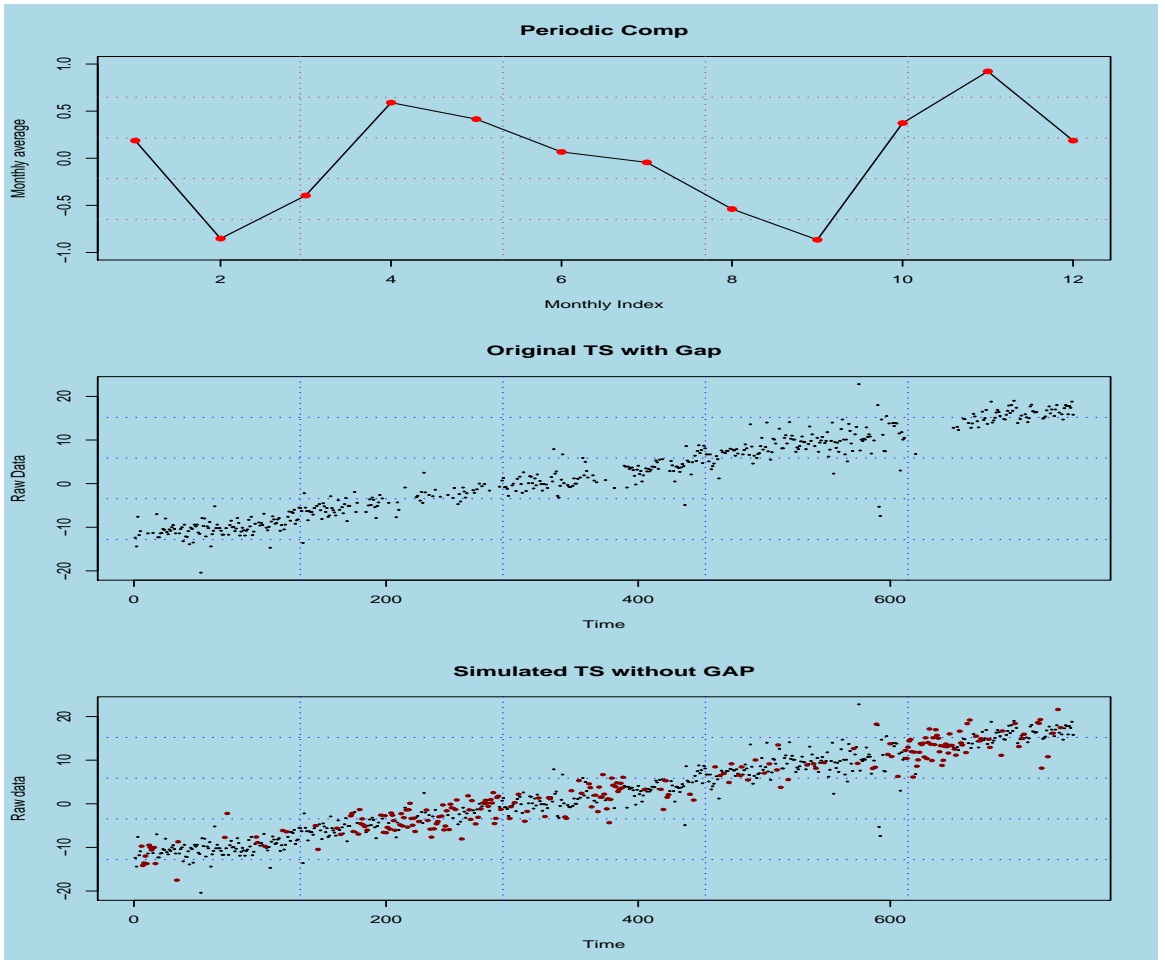 Periodic Comp
Monthly average
1.0
0.5
0.0
−0.5
−1.0
2 4 6 8 10 12
Monthly Index
Original TS with Gap
Raw Data
20
10
0
−10
−20
0 200 400 600
Time
Simulated TS without GAP
Raw data
20
10
0
−10
−20
0 200 400 600
Time